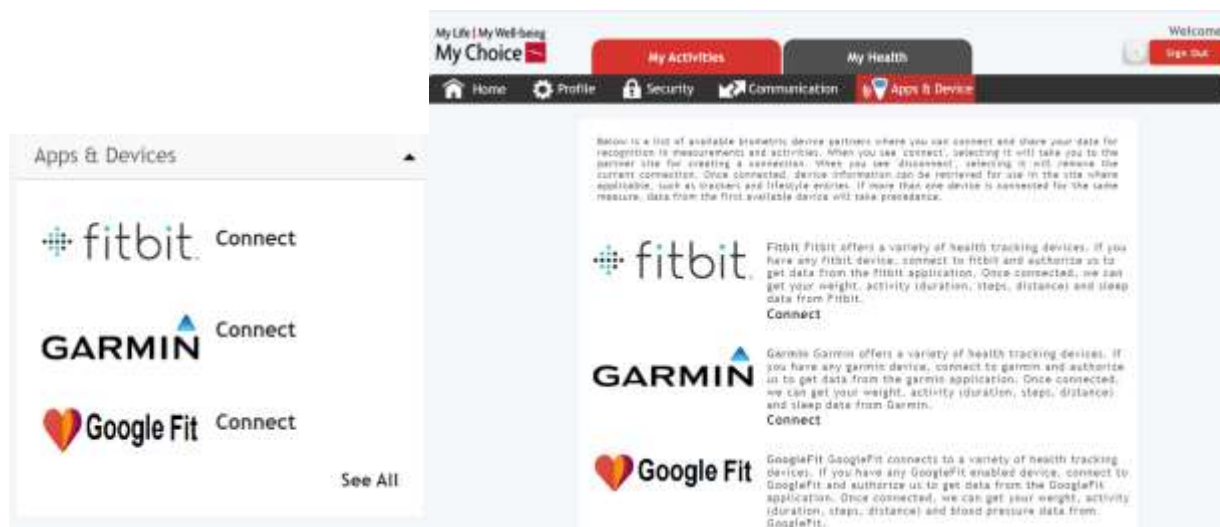 Apps & Devices
fitbit. Connect
GARMIN Connect
Google Fit Connect
See All
My Life | My Well-being
My Choice
My Activities
My Health
Welcome
Sign Out
Home
Profile
Security
Communication
Apps & Device
Below is a list of available biometric device partners where you can connect and share your data for
recognition in measurements and activities. When you see 'connect', selecting it will take you to the
partner site for creating a connection. When you see 'disconnect', selecting it will remove the
current connection. Once connected, device information can be retrieved for use in the site where
applicable, such as trackers and lifestyle entries. If more than one device is connected for the same
measure, data from the first available device will take precedence.
fitbit.
Fitbit Fitbit offers a variety of health tracking devices. If you
have any fitbit device, connect to fitbit and authorize us to
get data from the fitbit application. Once connected, we can
get your weight, activity (duration, steps, distance) and sleep
data from Fitbit.
Connect
GARMIN
Garmin Garmin offers a variety of health tracking devices. If
you have any garmin device, connect to garmin and authorize
us to get data from the garmin application. Once connected,
we can get your weight, activity (duration, steps, distance)
and sleep data from Garmin.
Connect
Google Fit
GoogleFit GoogleFit connects to a variety of health tracking
devices. If you have any GoogleFit enabled device, connect to
GoogleFit and authorize us to get data from the GoogleFit
application. Once connected, we can get your weight, activity
(duration, steps, distance) and blood pressure data from
GoogleFit.